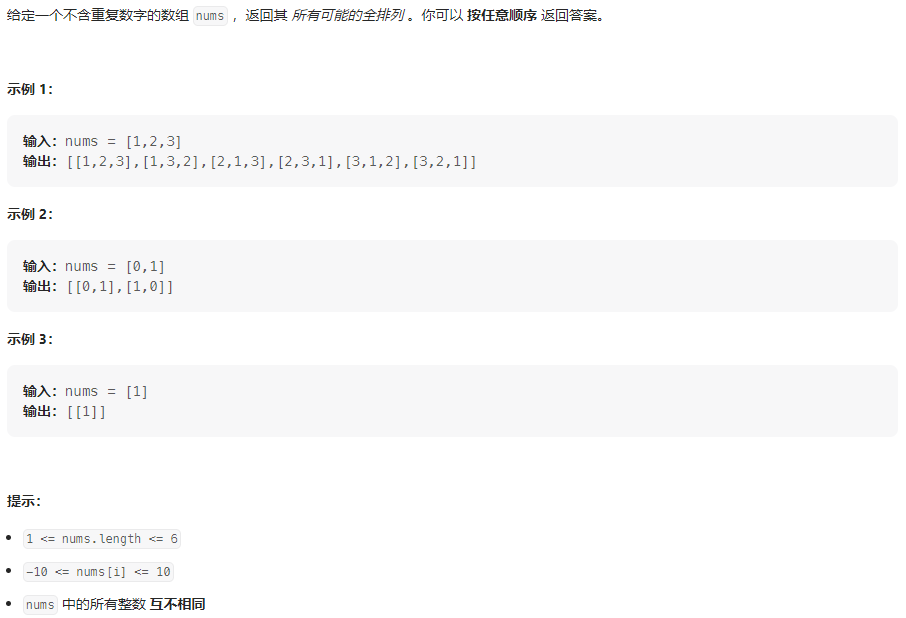 给定一个不含重复数字的数组 nums ，返回其 所有可能的全排列 。你可以 按任意顺序 返回答案。
示例 1：
输入：nums = [1,2,3]
输出：[[1,2,3],[1,3,2],[2,1,3],[2,3,1],[3,1,2],[3,2,1]]
示例 2：
输入：nums = [0,1]
输出：[[0,1],[1,0]]
示例 3：
输入：nums = [1]
输出：[[1]]
提示：
• 1 <= nums.length <= 6
• -10 <= nums[i] <= 10
• nums 中的所有整数 互不相同